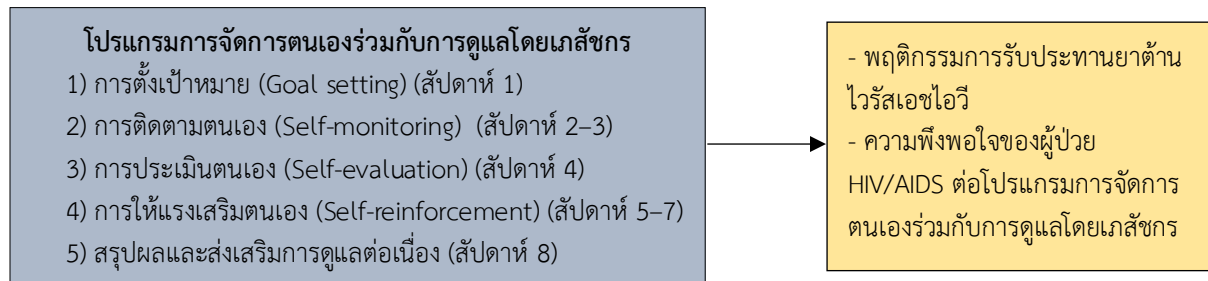 โปรแกรมการจัดการตนเองร่วมกับการดูแลโดยเภสัชกร
1) การตั้งเป้าหมาย (Goal setting) (สัปดาห์ 1)
2) การติดตามตนเอง (Self-monitoring) (สัปดาห์ 2–3)
3) การประเมินตนเอง (Self-evaluation) (สัปดาห์ 4)
4) การให้แรงเสริมตนเอง (Self-reinforcement) (สัปดาห์ 5–7)
5) สรุปผลและส่งเสริมการดูแลต่อเนื่อง (สัปดาห์ 8)
- พฤติกรรมการรับประทานยาต้าน
ไวรัสเอชไอวี
- ความพึงพอใจของผู้ป่วย
HIV/AIDS ต่อโปรแกรมการจัดการ
ตนเองร่วมกับการดูแลโดยเภสัชกร